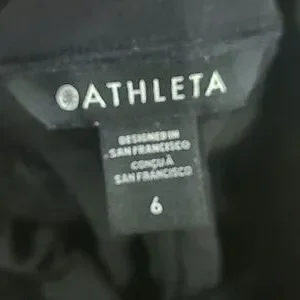 ATHLETA
DESIGNED IN
SAN FRANCISCO
CONÇU À
SAN FRANCISCO
6